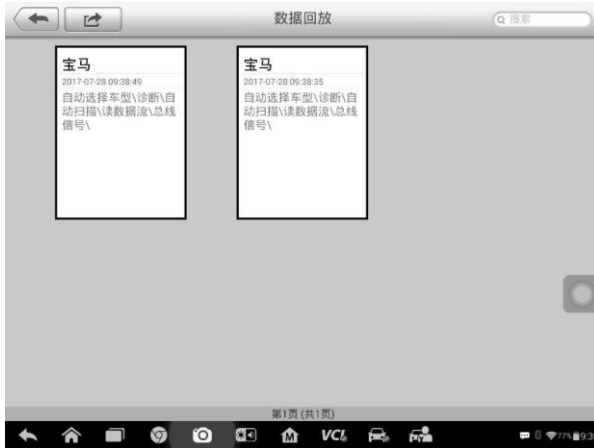 数据回放
搜索
宝马
2017-07-28 09:38:49
自动选择车型\诊断\自
动扫描\读数据流\总线
信号\
宝马
2017-07-28 09:38:35
自动选择车型\诊断\自
动扫描\读数据流\总线
信号\
第1页 (共1页)
M
VCI
77%
9:3